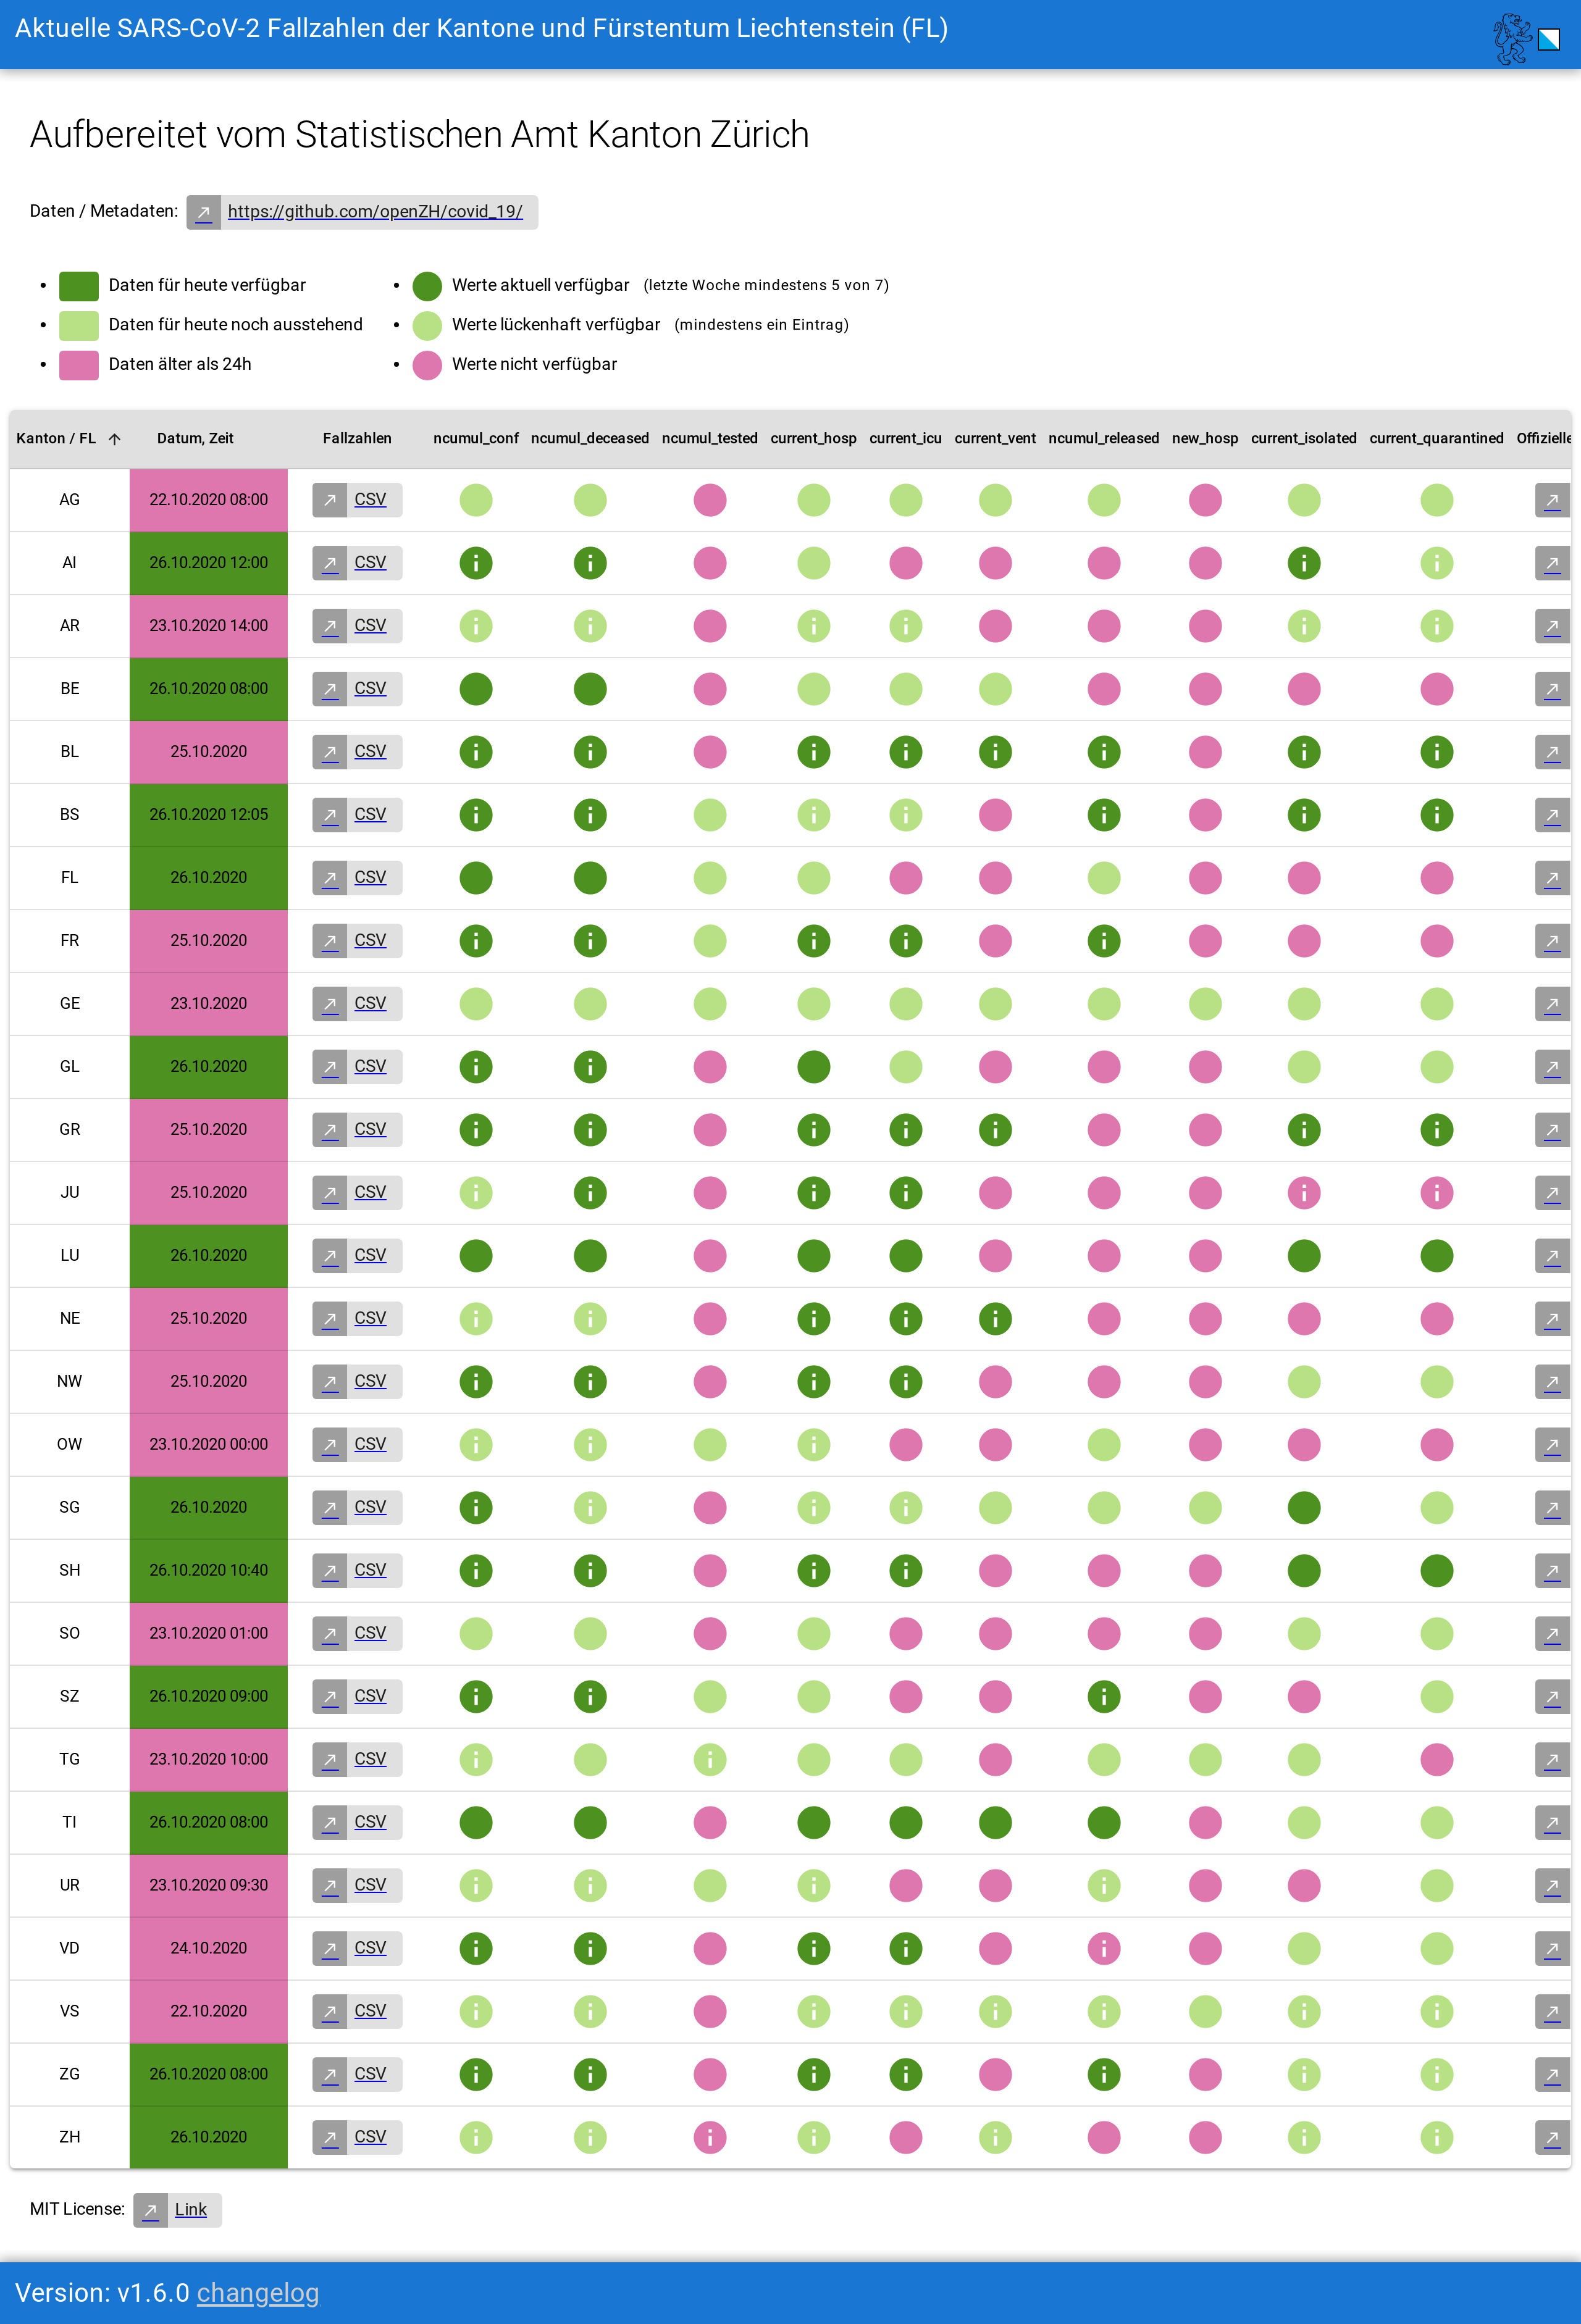 Aktuelle SARS-CoV-2 Fallzahlen der Kantone und Fürstentum Liechtenstein (FL)
Aufbereitet vom Statistischen Amt Kanton Zürich
Daten / Metadaten: https://github.com/openZH/covid_19/
Daten für heute verfügbar
Daten für heute noch ausstehend
Daten älter als 24h
Werte aktuell verfügbar (letzte Woche mindestens 5 von 7)
Werte lückenhaft verfügbar (mindestens ein Eintrag)
Werte nicht verfügbar
Kanton / FL Datum, Zeit Fallzahlen ncumul_conf ncumul_deceased ncumul_tested current_hosp current_icu current_vent ncumul_released new_hosp current_isolated current_quarantined Offizielle
AG 22.10.2020 08:00 CSV
AI 26.10.2020 12:00 CSV
AR 23.10.2020 14:00 CSV
BE 26.10.2020 08:00 CSV
BL 25.10.2020 CSV
BS 26.10.2020 12:05 CSV
FL 26.10.2020 CSV
FR 25.10.2020 CSV
GE 23.10.2020 CSV
GL 26.10.2020 CSV
GR 25.10.2020 CSV
JU 25.10.2020 CSV
LU 26.10.2020 CSV
NE 25.10.2020 CSV
NW 25.10.2020 CSV
OW 23.10.2020 00:00 CSV
SG 26.10.2020 CSV
SH 26.10.2020 10:40 CSV
SO 23.10.2020 01:00 CSV
SZ 26.10.2020 09:00 CSV
TG 23.10.2020 10:00 CSV
TI 26.10.2020 08:00 CSV
UR 23.10.2020 09:30 CSV
VD 24.10.2020 CSV
VS 22.10.2020 CSV
ZG 26.10.2020 08:00 CSV
ZH 26.10.2020 CSV
MIT License: Link
Version: v1.6.0 changelog